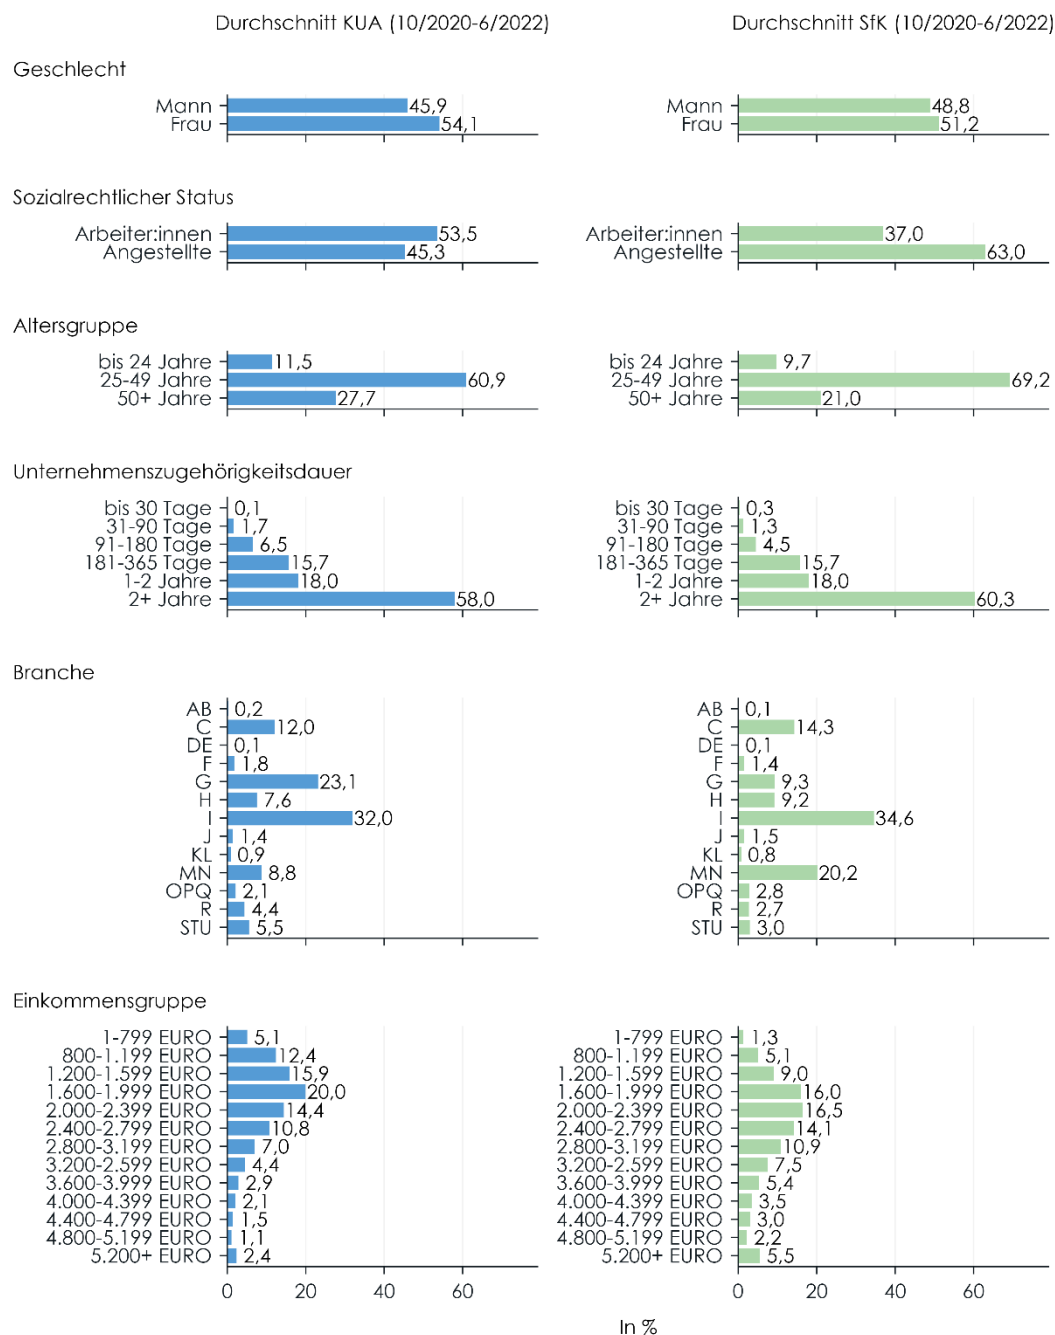 Durchschnitt KUA (10/2020-6/2022) Durchschnitt SfK (10/2020-6/2022)
Geschlecht
Mann 45,9 Mann 48,8
Frau 54,1 Frau 51,2
Sozialrechtlicher Status
Arbeiter:innen 53,5 Arbeiter:innen 37,0
Angestellte 45,3 Angestellte 63,0
Altersgruppe
bis 24 Jahre 11,5 bis 24 Jahre 9,7
25-49 Jahre 60,9 25-49 Jahre 69,2
50+ Jahre 27,7 50+ Jahre 21,0
Unternehmenszugehörigkeitsdauer
bis 30 Tage 0,1 bis 30 Tage 0,3
31-90 Tage 1,7 31-90 Tage 1,3
91-180 Tage 6,5 91-180 Tage 4,5
181-365 Tage 15,7 181-365 Tage 15,7
1-2 Jahre 18,0 1-2 Jahre 18,0
2+ Jahre 58,0 2+ Jahre 60,3
Branche
AB 0,2 AB 0,1
C 12,0 C 14,3
DE 0,1 DE 0,1
F 1,8 F 1,4
G 23,1 G 9,3
H 7,6 H 9,2
I 32,0 I 34,6
J 1,4 J 1,5
KL 0,9 KL 0,8
MN 8,8 MN 20,2
OPQ 2,1 OPQ 2,8
R 4,4 R 2,7
STU 5,5 STU 3,0
Einkommensgruppe
1-799 EURO 5,1 1-799 EURO 1,3
800-1.199 EURO 12,4 800-1.199 EURO 5,1
1.200-1.599 EURO 15,9 1.200-1.599 EURO 9,0
1.600-1.999 EURO 20,0 1.600-1.999 EURO 16,0
2.000-2.399 EURO 14,4 2.000-2.399 EURO 16,5
2.400-2.799 EURO 10,8 2.400-2.799 EURO 14,1
2.800-3.199 EURO 7,0 2.800-3.199 EURO 10,9
3.200-2.599 EURO 4,4 3.200-2.599 EURO 7,5
3.600-3.999 EURO 2,9 3.600-3.999 EURO 5,4
4.000-4.399 EURO 2,1 4.000-4.399 EURO 3,5
4.400-4.799 EURO 1,5 4.400-4.799 EURO 3,0
4.800-5.199 EURO 1,1 4.800-5.199 EURO 2,2
5.200+ EURO 2,4 5.200+ EURO 5,5
0 20 40 60 0 20 40 60
In %